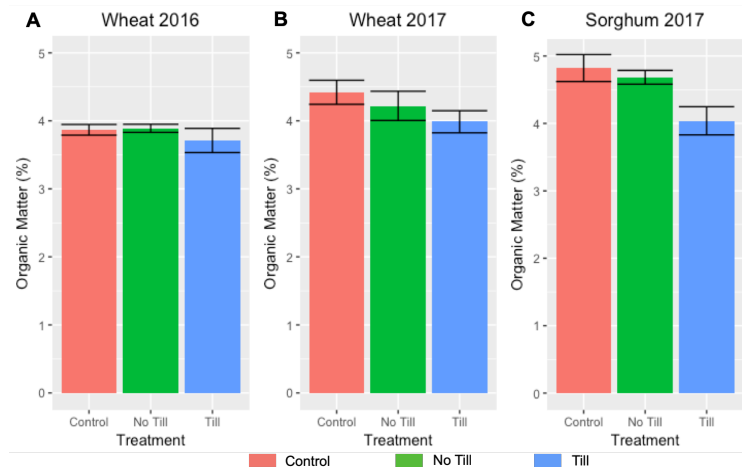 A
Wheat 2016
Organic Matter (%)
5
4
3
2
1
0
Control
No Till
Till
Treatment
B
Wheat 2017
Organic Matter (%)
5
4
3
2
1
0
Control
No Till
Till
Treatment
C
Sorghum 2017
Organic Matter (%)
5
4
3
2
1
0
Control
No Till
Till
Treatment
Control
No Till
Till